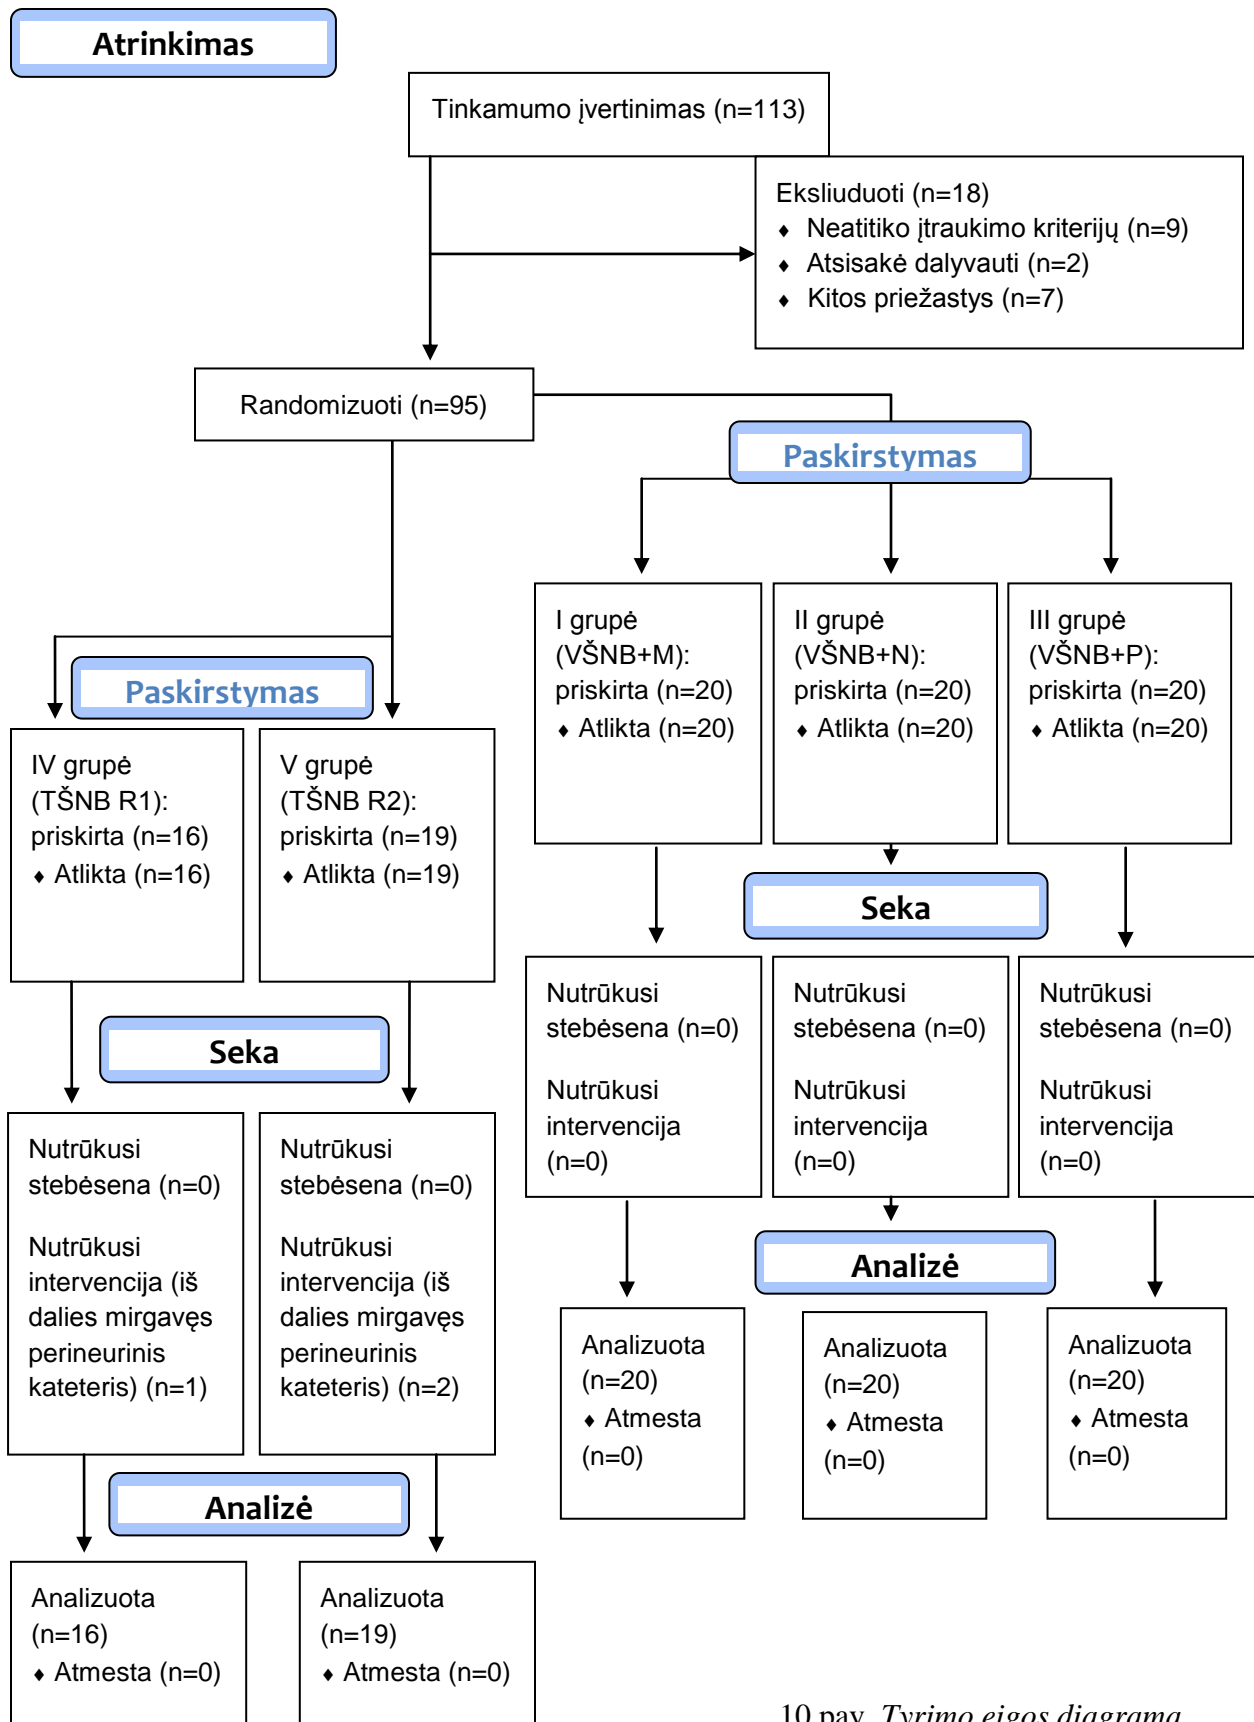 Atrinkimas
Tinkamumo įvertinimas (n=113)
Eksliuduoti (n=18)
♦ Neatitiko įtraukimo kriterijų (n=9)
♦ Atsisakė dalyvauti (n=2)
♦ Kitos priežastys (n=7)
Randomizuoti (n=95)
Paskirstymas
I grupė
(VŠNB+M):
priskirta (n=20)
♦ Atlikta (n=20)
II grupė
(VŠNB+N):
priskirta (n=20)
♦ Atlikta (n=20)
III grupė
(VŠNB+P):
priskirta (n=20)
♦ Atlikta (n=20)
Paskirstymas
IV grupė
(TŠNB R1):
priskirta (n=16)
♦ Atlikta (n=16)
V grupė
(TŠNB R2):
priskirta (n=19)
♦ Atlikta (n=19)
Seka
Nutrūkusi
stebėsena (n=0)
Nutrūkusi
intervencija
(n=0)
Nutrūkusi
stebėsena (n=0)
Nutrūkusi
intervencija
(n=0)
Nutrūkusi
stebėsena (n=0)
Nutrūkusi
intervencija
(n=0)
Seka
Nutrūkusi
stebėsena (n=0)
Nutrūkusi
intervencija (iš
dalies mirgavęs
perineurinis
kateteris) (n=1)
Nutrūkusi
stebėsena (n=0)
Nutrūkusi
intervencija (iš
dalies mirgavęs
perineurinis
kateteris) (n=2)
Analizė
Analizuota
(n=20)
♦ Atmesta
(n=0)
Analizuota
(n=20)
♦ Atmesta
(n=0)
Analizuota
(n=20)
♦ Atmesta
(n=0)
Analizė
Analizuota
(n=16)
♦ Atmesta (n=0)
Analizuota
(n=19)
♦ Atmesta (n=0)
10 pav. Tyrimo eigos diagrama